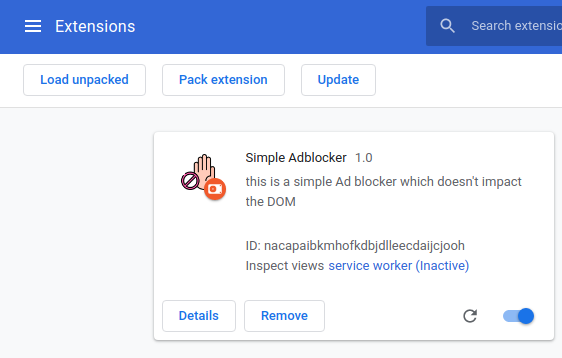 Extensions
Search extensio
Load unpacked Pack extension Update
Simple Adblocker 1.0
this is a simple Ad blocker which doesn't impact
the DOM
ID: nacapaibkmhofkdbjdlleecdaijcjooh
Inspect views service worker (Inactive)
Details Remove